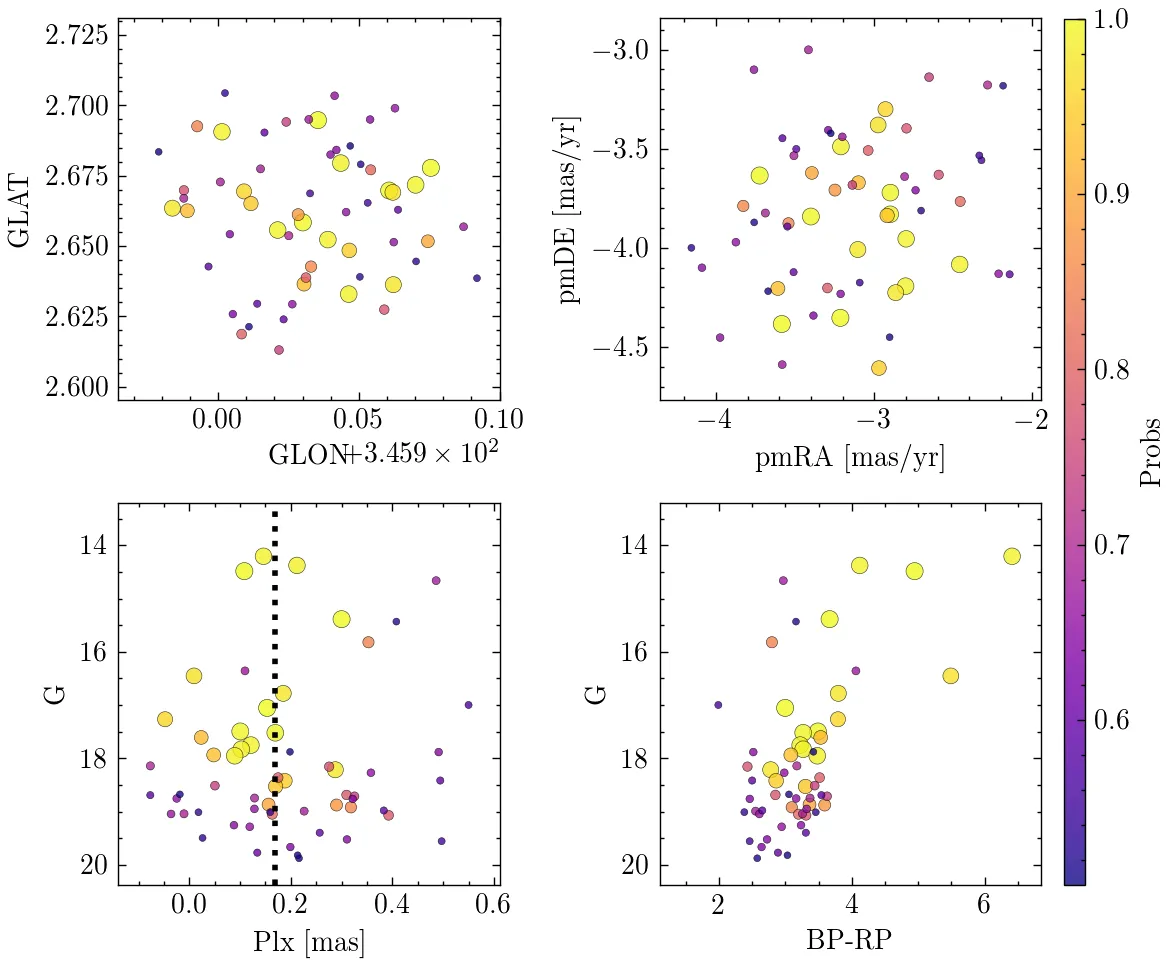 2.725
2.700
2.675
2.650
2.625
2.600
GLAT
0.00 0.05 0.10
GLON+3.459 × 10²
−3.0
−3.5
−4.0
−4.5
pmDE [mas/yr]
−4 −3 −2
pmRA [mas/yr]
1.0
0.9
0.8
0.7
0.6
Probs
14
16
18
20
G
0.0 0.2 0.4 0.6
Plx [mas]
14
16
18
20
G
2 4 6
BP-RP